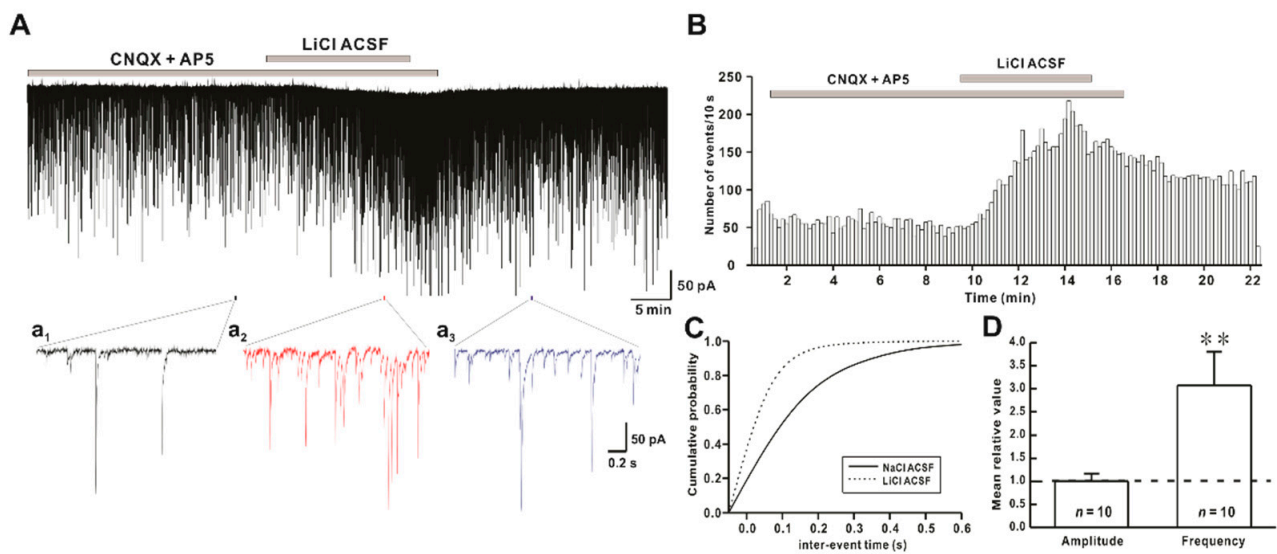 A
LiCl ACSF
CNQX + AP5
50 pA
5 min
a1
a2
a3
50 pA
0.2 s
B
LiCl ACSF
CNQX + AP5
Number of events/10 s
250
200
150
100
50
0
2 4 6 8 10 12 14 16 18 20 22
Time (min)
C
Cumulative probability
1.0
0.8
0.6
0.4
0.2
0.0
NaCl ACSF
LiCl ACSF
0.0 0.1 0.2 0.3 0.4 0.5 0.6
inter-event time (s)
D
Mean relative value
4.0
3.5
3.0
2.5
2.0
1.5
1.0
0.5
0.0
**
n = 10
n = 10
Amplitude
Frequency